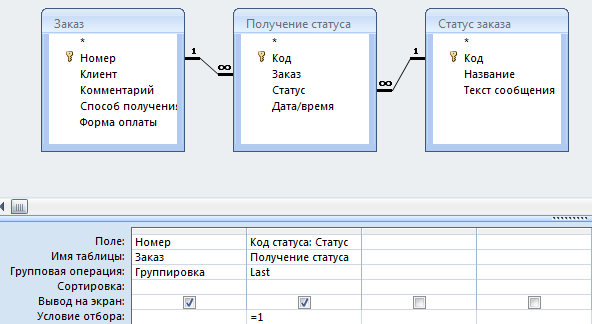 Заказ
*
Номер
Клиент
Комментарий
Способ получения
Форма оплаты
1
∞
Получение статуса
*
Код
Заказ
Статус
Дата/время
∞
1
Статус заказа
*
Код
Название
Текст сообщения
Поле: Номер Код статуса: Статус
Имя таблицы: Заказ Получение статуса
Групповая операция: Группировка Last
Сортировка:
Вывод на экран:
Условие отбора: =1